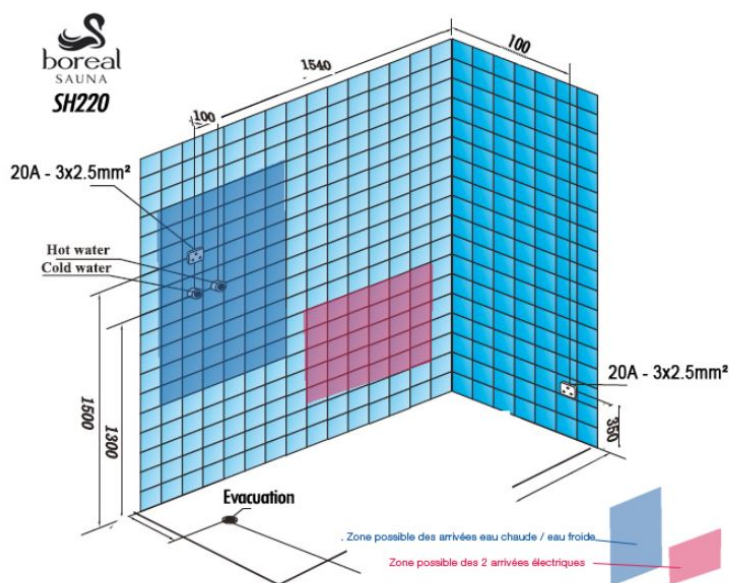 boreal
SAUNA
SH220
100
1540
100
20A - 3x2.5mm²
Hot water
Cold water
1500
1300
20A - 3x2.5mm²
350
Evacuation
. Zone possible des arrivées eau chaude / eau froide
Zone possible des 2 arrivées électriques